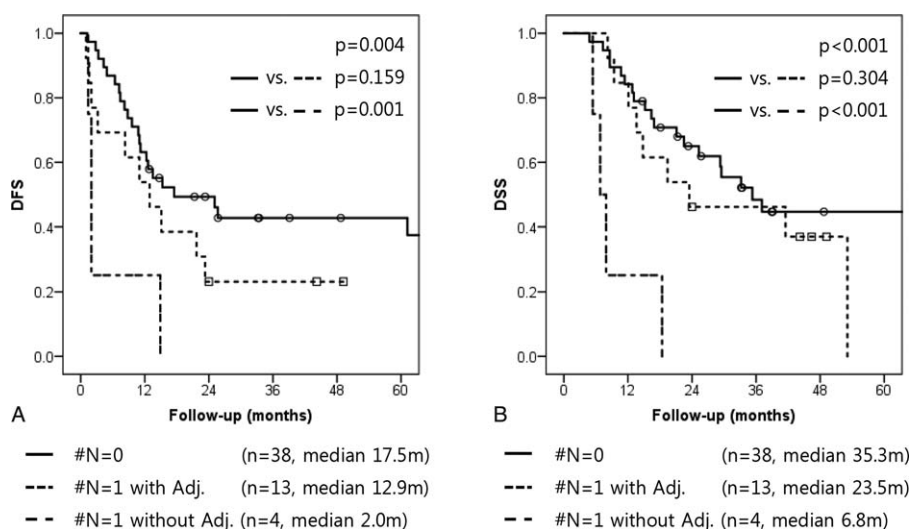 p=0.004
vs. p=0.159
vs. p=0.001
DFS
1.0
0.8
0.6
0.4
0.2
0.0
0 12 24 36 48 60
Follow-up (months)
A
#N=0 (n=38, median 17.5m)
#N=1 with Adj. (n=13, median 12.9m)
#N=1 without Adj. (n=4, median 2.0m)
p<0.001
vs. p=0.304
vs. p<0.001
DSS
1.0
0.8
0.6
0.4
0.2
0.0
0 12 24 36 48 60
Follow-up (months)
B
#N=0 (n=38, median 35.3m)
#N=1 with Adj. (n=13, median 23.5m)
#N=1 without Adj. (n=4, median 6.8m)